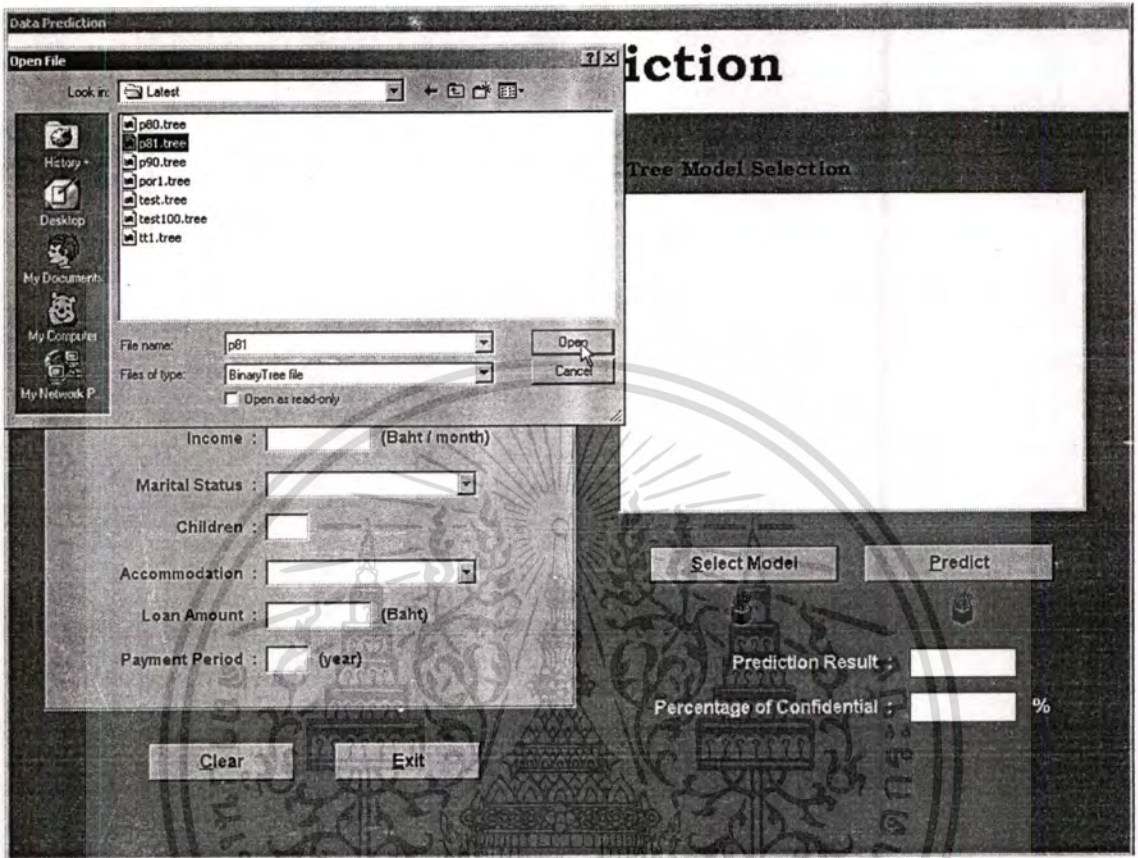 Data Prediction
iction
Open File
Look in: Latest
History
Desktop
My Documents
My Computer
My Network P...
p80.tree
p81.tree
p90.tree
por1.tree
test.tree
test100.tree
tt1.tree
File name: p81 Open
Files of type: BinaryTree file Cancel
Open as read-only
Tree Model Selection
Income : (Baht / month)
Marital Status :
Children :
Accommodation :
Loan Amount : (Baht)
Payment Period : (year)
Clear Exit
Select Model Predict
Prediction Result :
Percentage of Confidential : %